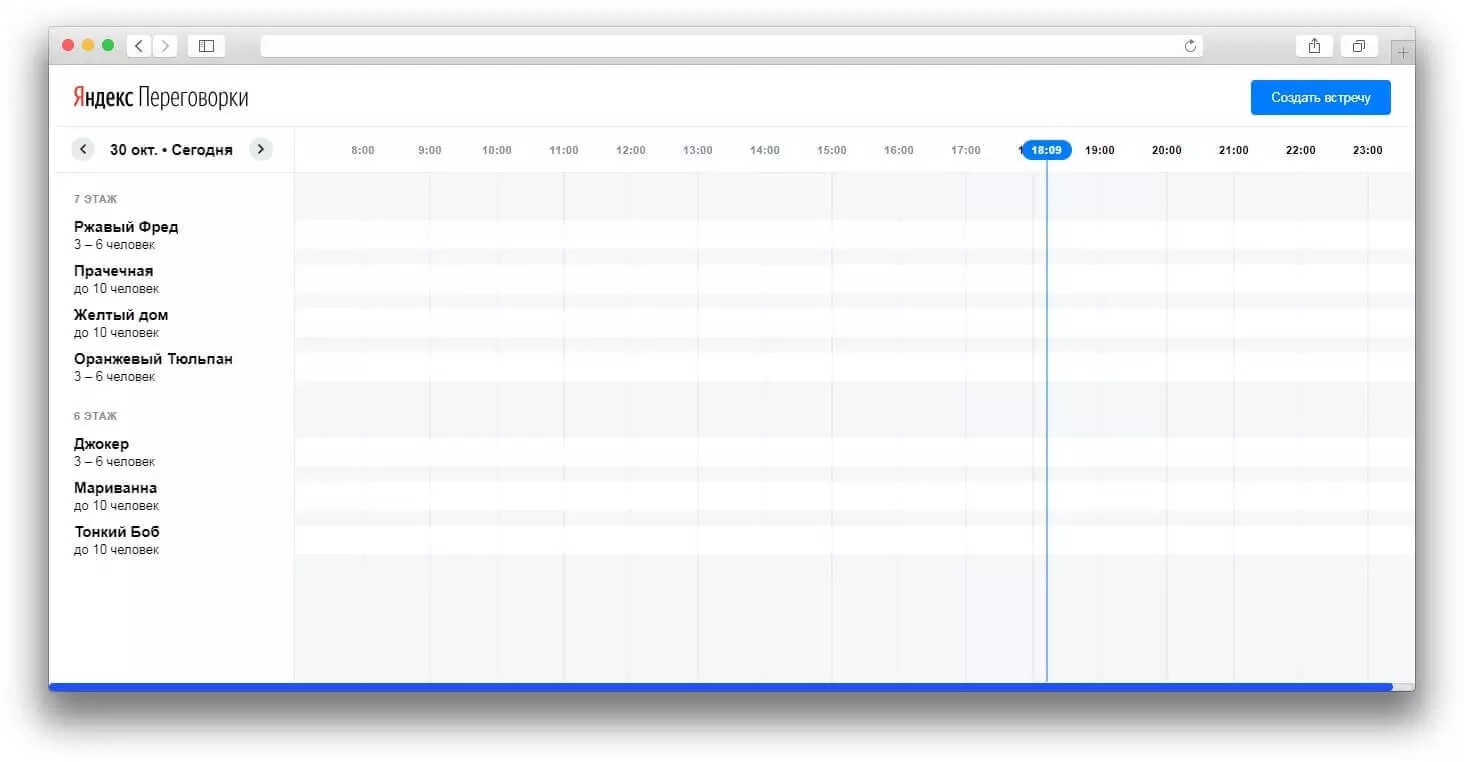 Яндекс Переговорки
Создать встречу
30 окт. • Сегодня
8:00 9:00 10:00 11:00 12:00 13:00 14:00 15:00 16:00 17:00 18:09 19:00 20:00 21:00 22:00 23:00
7 ЭТАЖ
Ржавый Фред
3 – 6 человек
Прачечная
до 10 человек
Желтый дом
до 10 человек
Оранжевый Тюльпан
3 – 6 человек
6 ЭТАЖ
Джокер
3 – 6 человек
Мариванна
до 10 человек
Тонкий Боб
до 10 человек